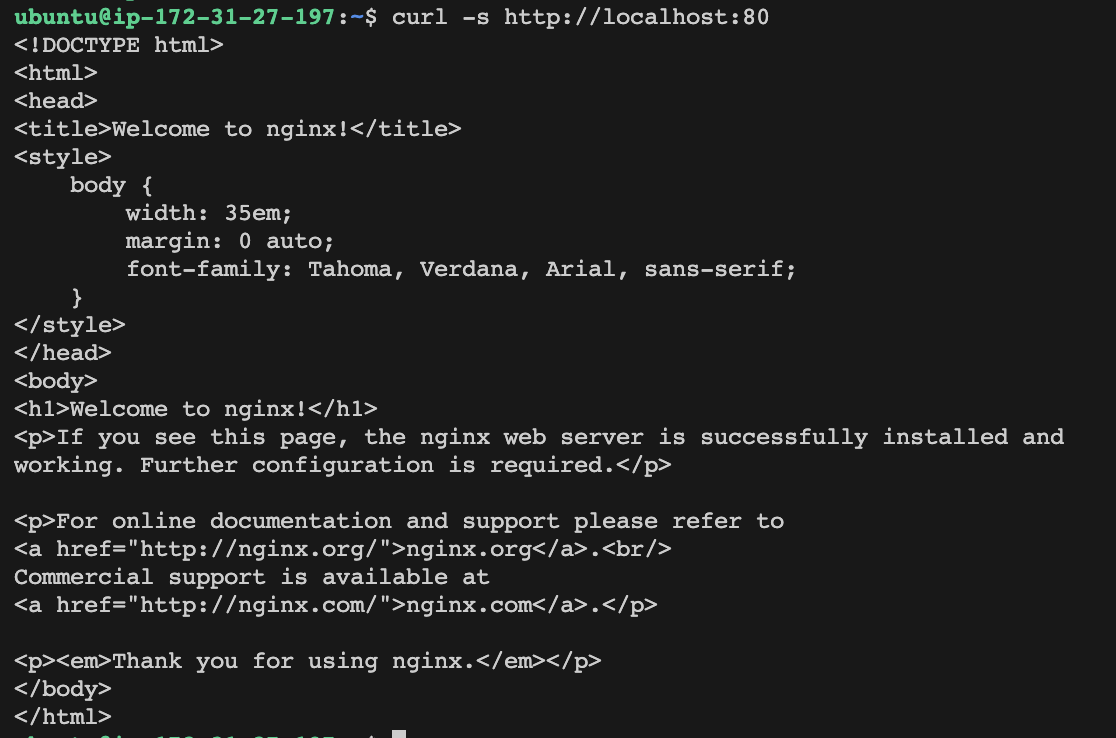 ubuntu@ip-172-31-27-197:~$ curl -s http://localhost:80
<!DOCTYPE html>
<html>
<head>
<title>Welcome to nginx!</title>
<style>
    body {
        width: 35em;
        margin: 0 auto;
        font-family: Tahoma, Verdana, Arial, sans-serif;
    }
</style>
</head>
<body>
<h1>Welcome to nginx!</h1>
<p>If you see this page, the nginx web server is successfully installed and
working. Further configuration is required.</p>

<p>For online documentation and support please refer to
<a href="http://nginx.org/">nginx.org</a>.<br/>
Commercial support is available at
<a href="http://nginx.com/">nginx.com</a>.</p>

<p><em>Thank you for using nginx.</em></p>
</body>
</html>